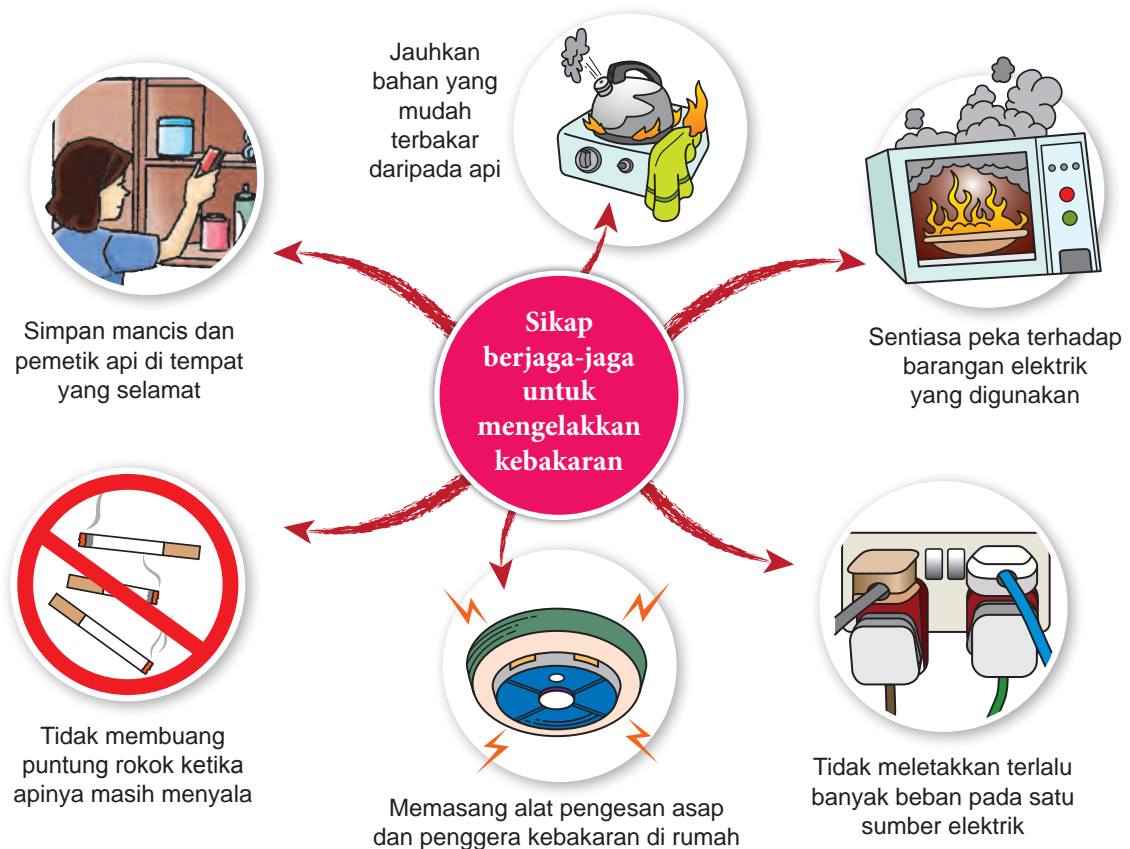 Jauhkan
bahan yang
mudah
terbakar
daripada api
Simpan mancis dan
pemetik api di tempat
yang selamat
Sikap
berjaga-jaga
untuk
mengelakkan
kebakaran
Sentiasa peka terhadap
barangan elektrik
yang digunakan
Tidak membuang
puntung rokok ketika
apinya masih menyala
Memasang alat pengesan asap
dan penggera kebakaran di rumah
Tidak meletakkan terlalu
banyak beban pada satu
sumber elektrik